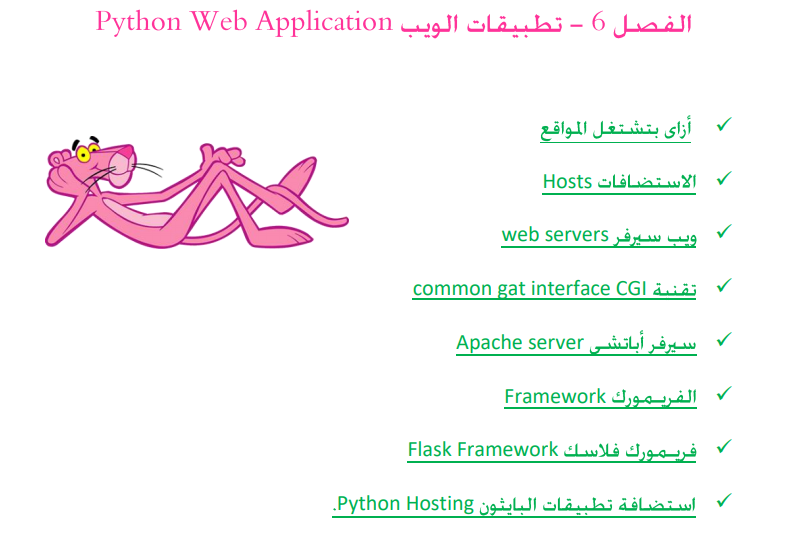 الفصل 6 – تطبيقات الويب Python Web Application
✓ أزاى بتشتغل المواقع
✓ الاستضافات Hosts
✓ ويب سيرفر web servers
✓ تقنية common gat interface CGI
✓ سيرفر أباتشى Apache server
✓ الفريمورك Framework
✓ فريمورك فلاسك Flask Framework
✓ استضافة تطبيقات البايثون Python Hosting.